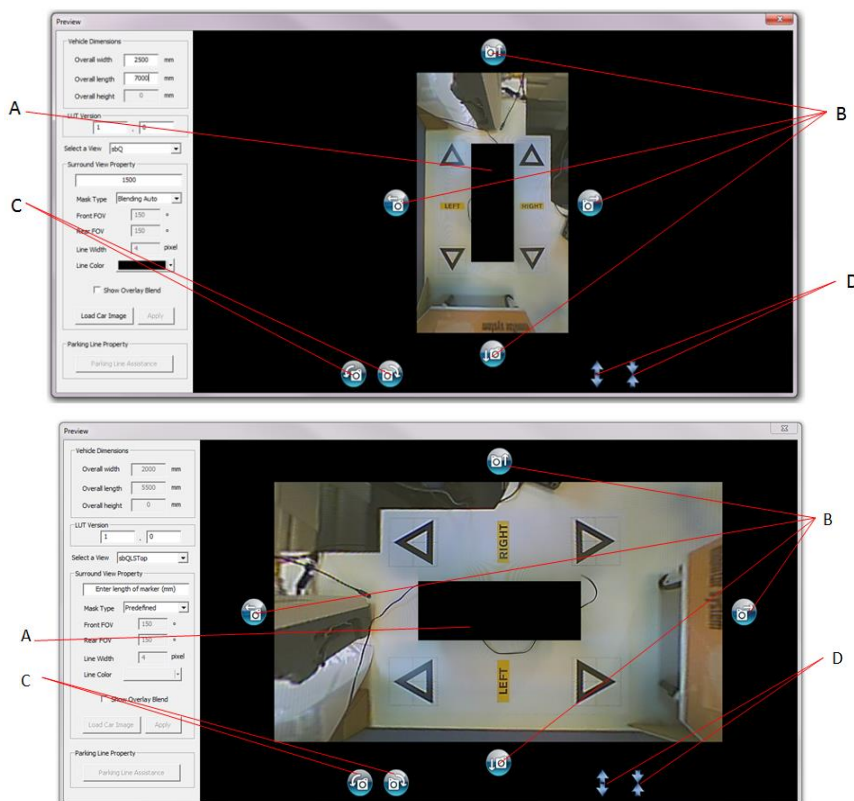 Preview
Vehicle Dimensions
Overall width 2500 mm
Overall length 7000 mm
Overall height 0 mm
LUT Version
1 . 0
Select a View sbQ
Surround View Property
1500
Mask Type Blending Auto
Front FOV 150 °
Rear FOV 150 °
Line Width 4 pixel
Line Color
Show Overlay Blend
Load Car Image Apply
Parking Line Property
Parking Line Assistance
A
C
B
D
LEFT RIGHT
Monitor system
Preview
Vehicle Dimensions
Overall width 2000 mm
Overall length 5500 mm
Overall height 0 mm
LUT Version
1 . 0
Select a View sbQLSTop
Surround View Property
Enter length of marker (mm)
Mask Type Predefined
Front FOV 150 °
Rear FOV 150 °
Line Width 4 pixel
Line Color
Show Overlay Blend
Load Car Image Apply
Parking Line Property
Parking Line Assistance
A
C
B
D
RIGHT
LEFT